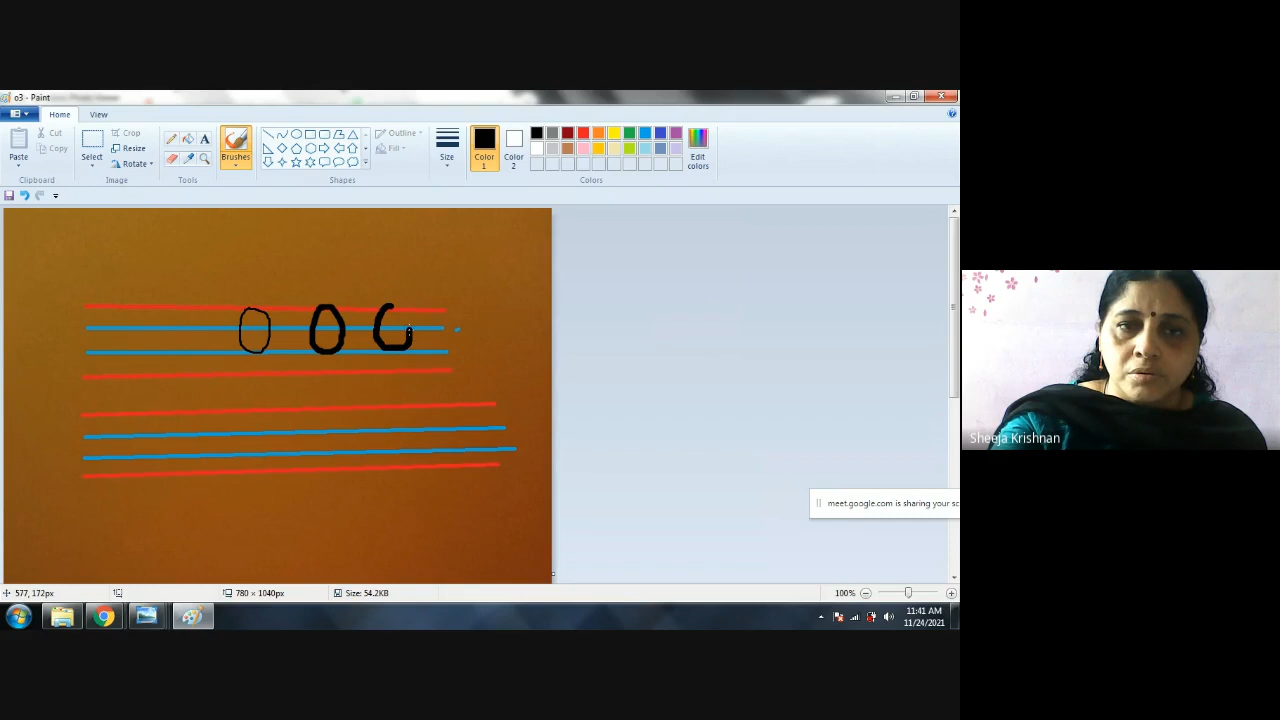 o3 - Paint
Home View
Paste Cut Copy Select Crop Resize Rotate A Brushes Outline Fill Size Color 1 Color 2 Edit colors
Clipboard Image Tools Shapes Colors
O O
Sheeja Krishnan
meet.google.com is sharing your sc
577, 172px 780 × 1040px Size: 54.2KB 100%
11:41 AM
11/24/2021